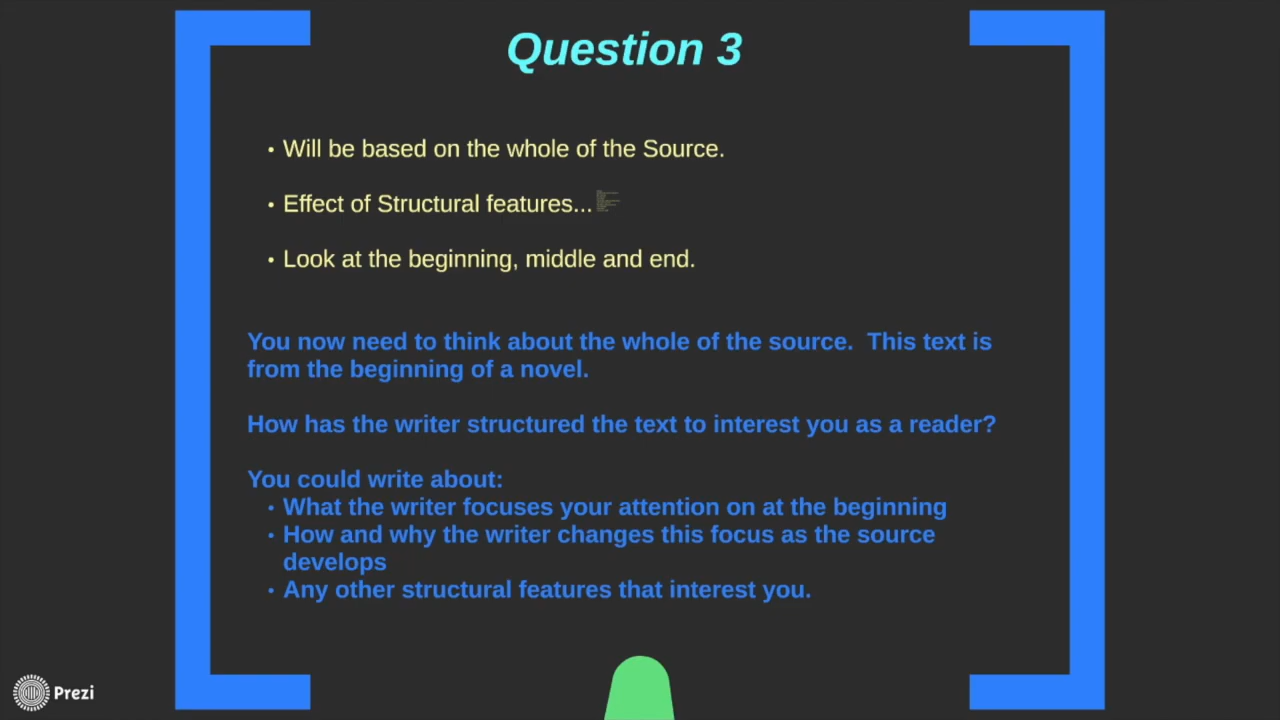 Question 3
• Will be based on the whole of the Source.
• Effect of Structural features...
• Look at the beginning, middle and end.
You now need to think about the whole of the source.  This text is
from the beginning of a novel.
How has the writer structured the text to interest you as a reader?
You could write about:
• What the writer focuses your attention on at the beginning
• How and why the writer changes this focus as the source
develops
• Any other structural features that interest you.
Prezi